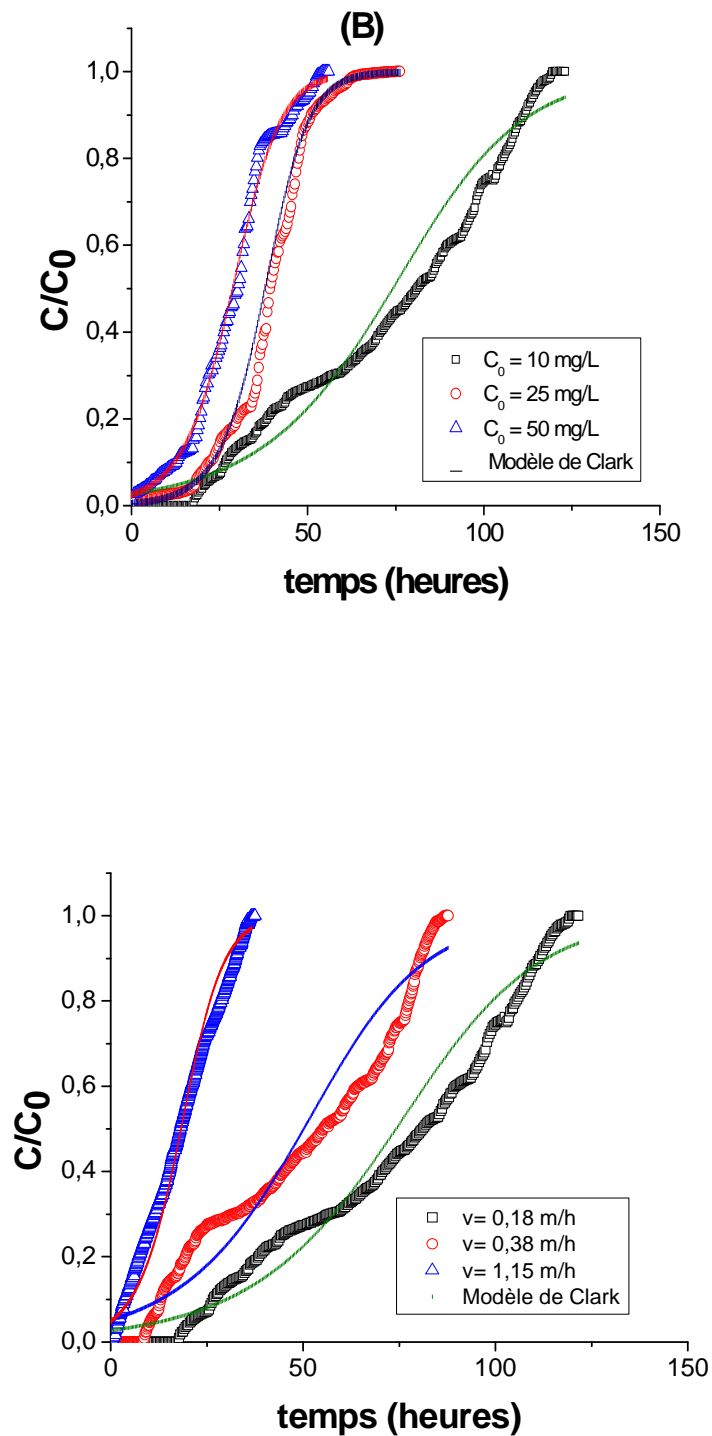 (B)
1,0
0,8
0,6
0,4
0,2
0,0
C/C0
0
50
100
150
temps (heures)
C0 = 10 mg/L
C0 = 25 mg/L
C0 = 50 mg/L
Modèle de Clark
1,0
0,8
0,6
0,4
0,2
0,0
C/C0
0
50
100
150
temps (heures)
v= 0,18 m/h
v= 0,38 m/h
v= 1,15 m/h
Modèle de Clark